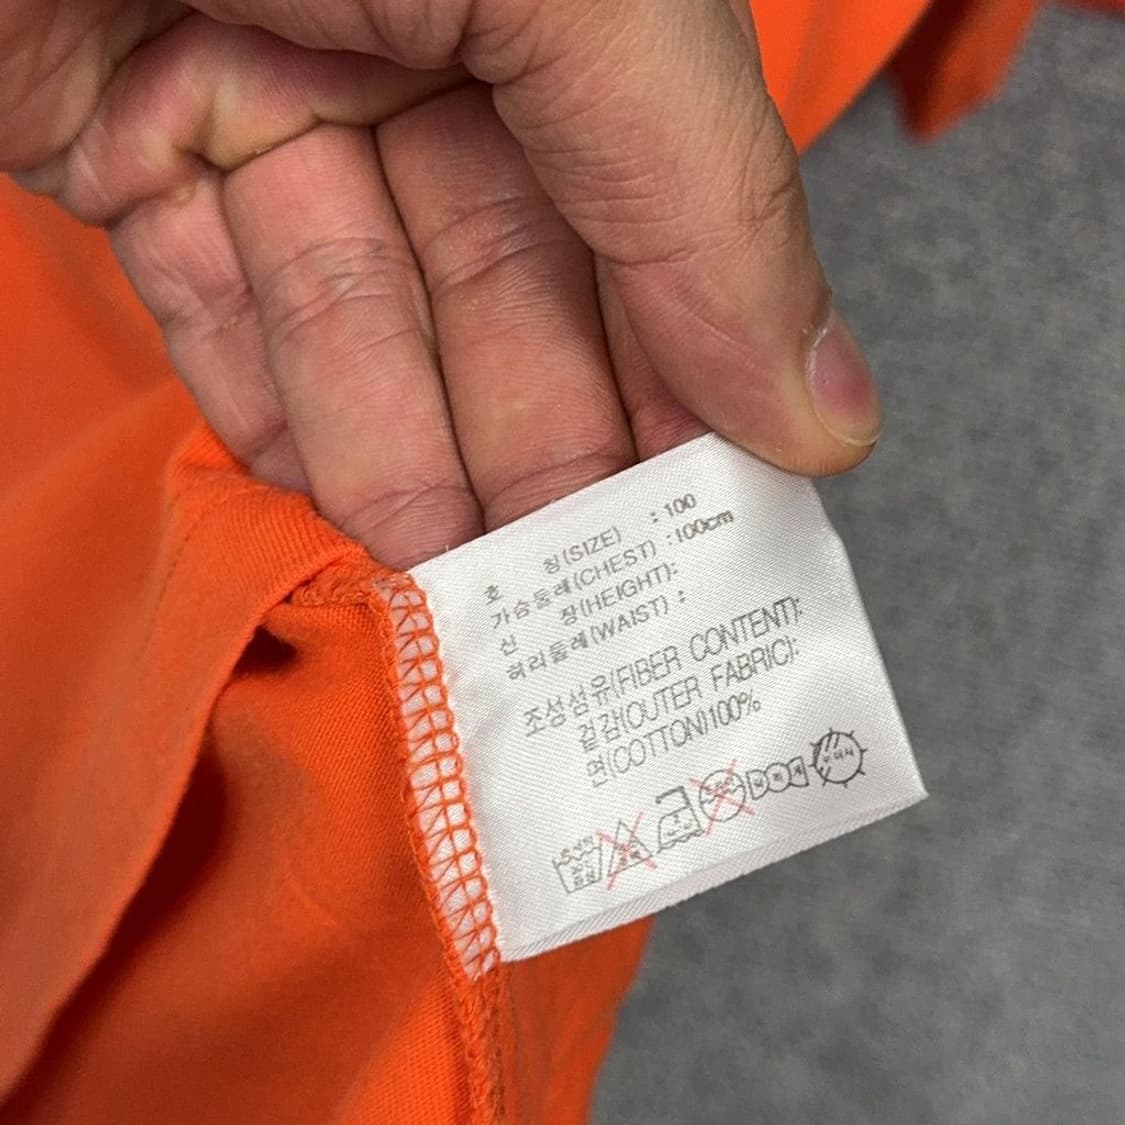 호 칭(SIZE) : 100
가슴둘레(CHEST) : 100cm
신 장(HEIGHT):
허리둘레(WAIST) :
조성섬유(FIBER CONTENT):
겉감(OUTER FABRIC):
면(COTTON)100%